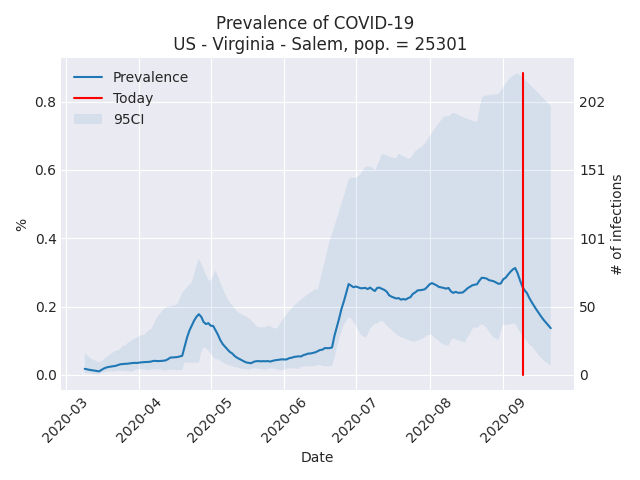 Prevalence of COVID-19
US - Virginia - Salem, pop. = 25301
Prevalence
Today
95CI
0.8
0.6
0.4
0.2
0.0
%
202
151
101
50
0
# of infections
2020-03
2020-04
2020-05
2020-06
2020-07
2020-08
2020-09
Date